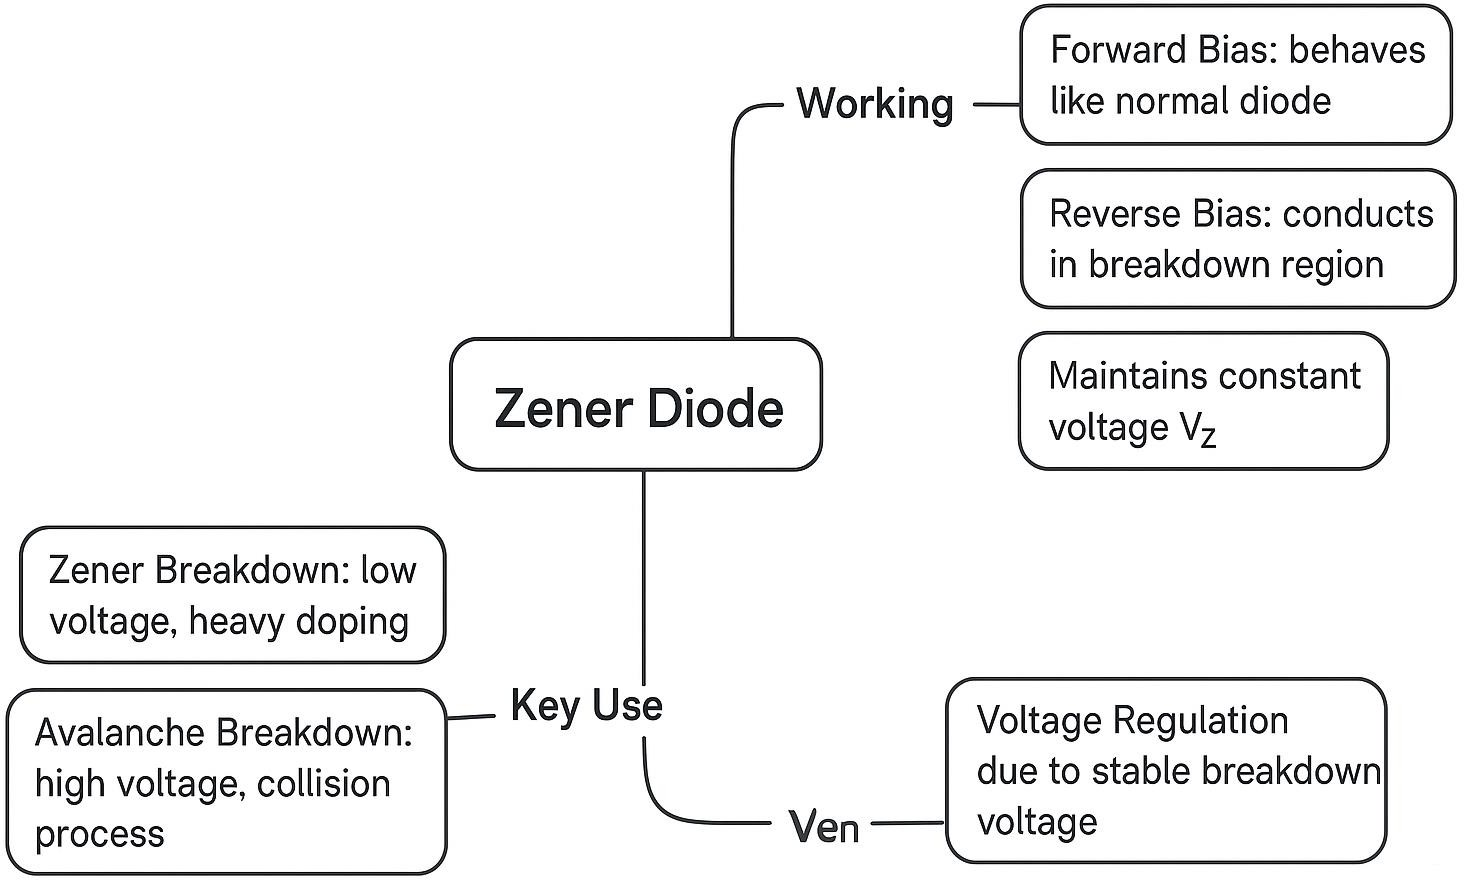 Working
Forward Bias: behaves
like normal diode
Reverse Bias: conducts
in breakdown region
Maintains constant
voltage V_Z
Zener Diode
Zener Breakdown: low
voltage, heavy doping
Avalanche Breakdown:
high voltage, collision
process
Key Use
Ven
Voltage Regulation
due to stable breakdown
voltage